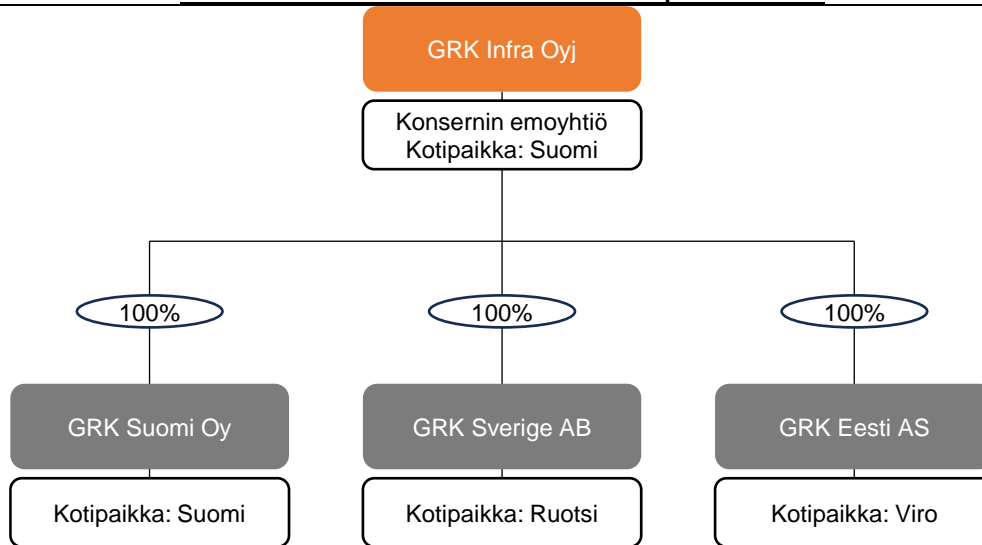 GRK Infra Oyj
Konsernin emoyhtiö
Kotipaikka: Suomi
100%
100%
100%
GRK Suomi Oy
GRK Sverige AB
GRK Eesti AS
Kotipaikka: Suomi
Kotipaikka: Ruotsi
Kotipaikka: Viro